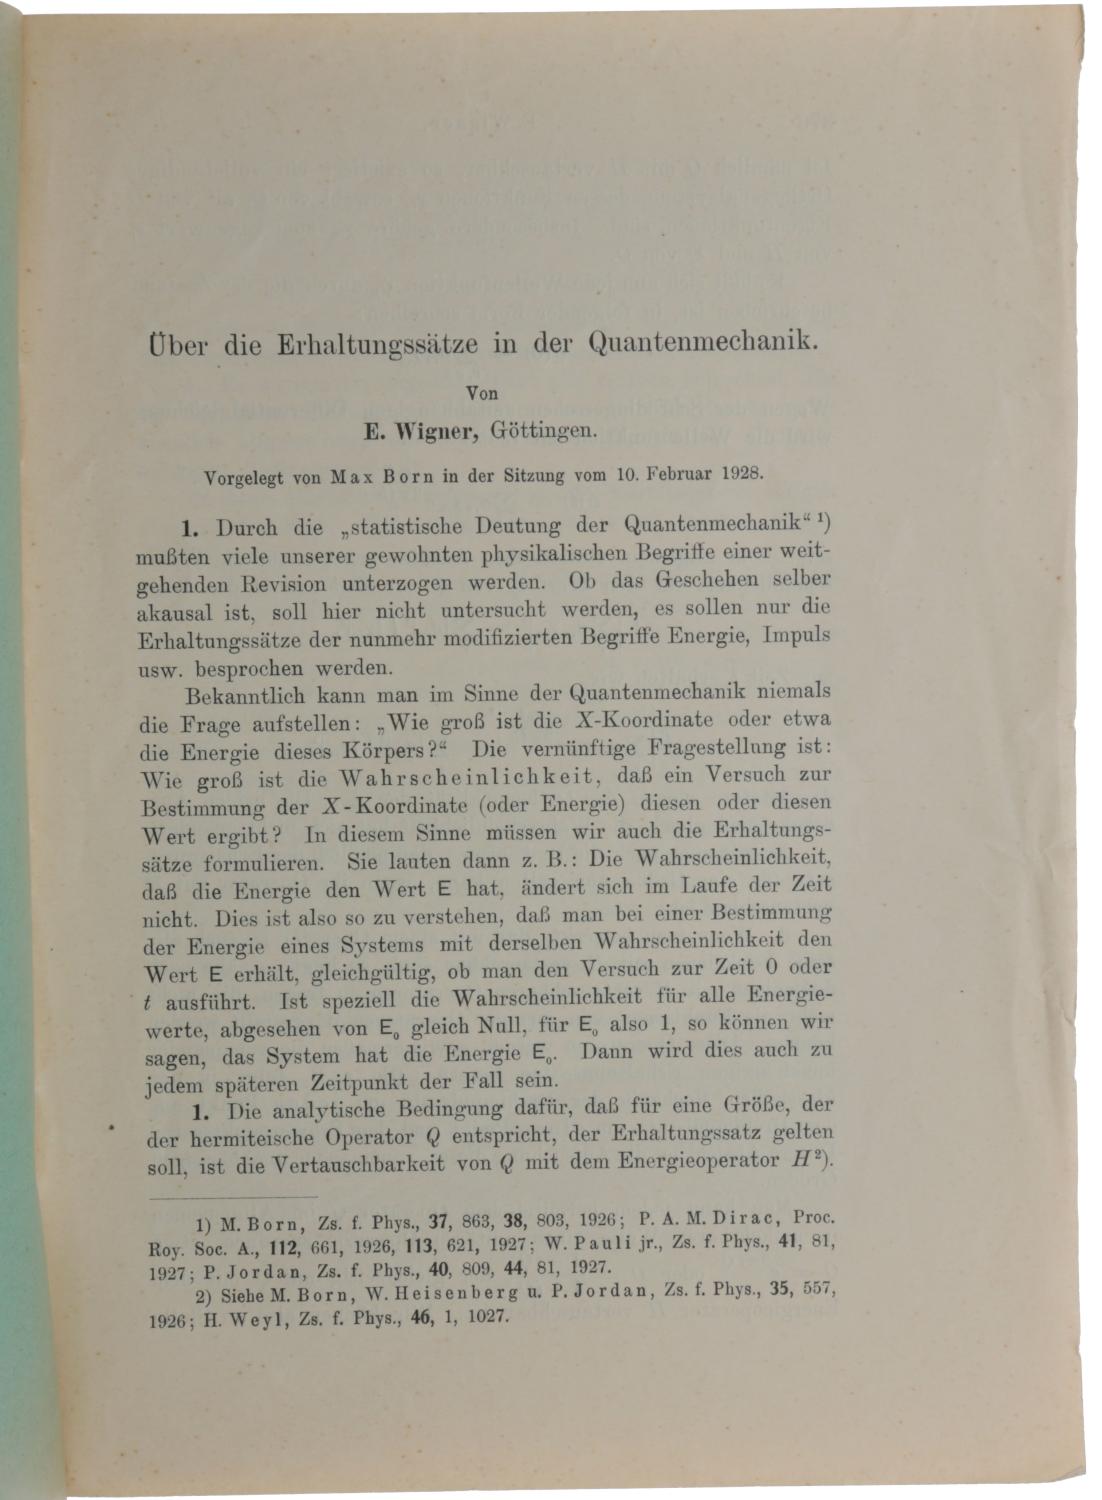 Über die Erhaltungssätze in der Quantenmechanik.
Von
E. Wigner, Göttingen.
Vorgelegt von Max Born in der Sitzung vom 10. Februar 1928.
1. Durch die „statistische Deutung der Quantenmechanik“ ¹)
mußten viele unserer gewohnten physikalischen Begriffe einer weit-
gehenden Revision unterzogen werden. Ob das Geschehen selber
akausal ist, soll hier nicht untersucht werden, es sollen nur die
Erhaltungssätze der nunmehr modifizierten Begriffe Energie, Impuls
usw. besprochen werden.
Bekanntlich kann man im Sinne der Quantenmechanik niemals
die Frage aufstellen: „Wie groß ist die X-Koordinate oder etwa
die Energie dieses Körpers?“ Die vernünftige Fragestellung ist:
Wie groß ist die Wahrscheinlichkeit, daß ein Versuch zur
Bestimmung der X-Koordinate (oder Energie) diesen oder diesen
Wert ergibt? In diesem Sinne müssen wir auch die Erhaltungs-
sätze formulieren. Sie lauten dann z. B.: Die Wahrscheinlichkeit,
daß die Energie den Wert E hat, ändert sich im Laufe der Zeit
nicht. Dies ist also so zu verstehen, daß man bei einer Bestimmung
der Energie eines Systems mit derselben Wahrscheinlichkeit den
Wert E erhält, gleichgültig, ob man den Versuch zur Zeit 0 oder
t ausführt. Ist speziell die Wahrscheinlichkeit für alle Energie-
werte, abgesehen von E₀ gleich Null, für E₀ also 1, so können wir
sagen, das System hat die Energie E₀. Dann wird dies auch zu
jedem späteren Zeitpunkt der Fall sein.
1. Die analytische Bedingung dafür, daß für eine Größe, der
der hermiteische Operator Q entspricht, der Erhaltungssatz gelten
soll, ist die Vertauschbarkeit von Q mit dem Energieoperator H²).
1) M. Born, Zs. f. Phys., 37, 863, 38, 803, 1926; P. A. M. Dirac, Proc.
Roy. Soc. A., 112, 661, 1926, 113, 621, 1927; W. Pauli jr., Zs. f. Phys., 41, 81,
1927; P. Jordan, Zs. f. Phys., 40, 809, 44, 81, 1927.
2) Siehe M. Born, W. Heisenberg u. P. Jordan, Zs. f. Phys., 35, 557,
1926; H. Weyl, Zs. f. Phys., 46, 1, 1027.